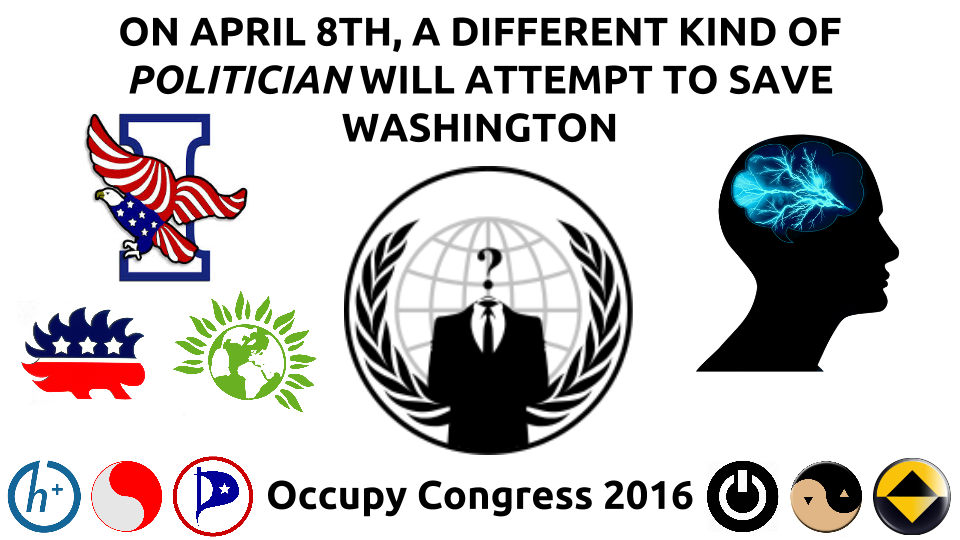 ON APRIL 8TH, A DIFFERENT KIND OF
POLITICIAN WILL ATTEMPT TO SAVE
WASHINGTON
I
?
h+
P
Occupy Congress 2016